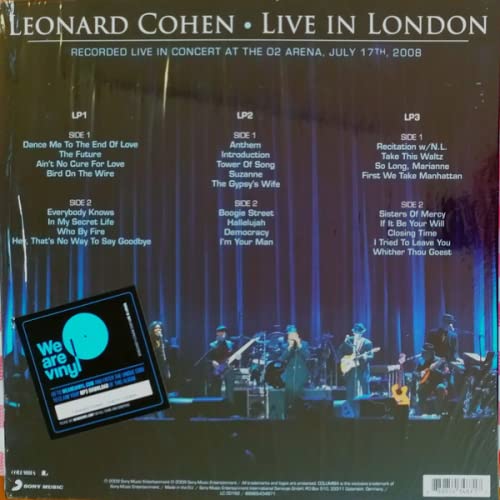 LEONARD COHEN • LIVE IN LONDON
RECORDED LIVE IN CONCERT AT THE O2 ARENA, JULY 17TH, 2008
LP1
SIDE 1
Dance Me To The End Of Love
The Future
Ain't No Cure For Love
Bird On The Wire
SIDE 2
Everybody Knows
In My Secret Life
Who By Fire
Hey, That's No Way To Say Goodbye
LP2
SIDE 1
Anthem
Introduction
Tower Of Song
Suzanne
The Gypsy's Wife
SIDE 2
Boogie Street
Hallelujah
Democracy
I'm Your Man
LP3
SIDE 1
Recitation w/N.L.
Take This Waltz
So Long, Marianne
First We Take Manhattan
SIDE 2
Sisters Of Mercy
If It Be Your Will
Closing Time
I Tried To Leave You
Whither Thou Goest
We
are
vinyl
COLUMBIA
SONY MUSIC